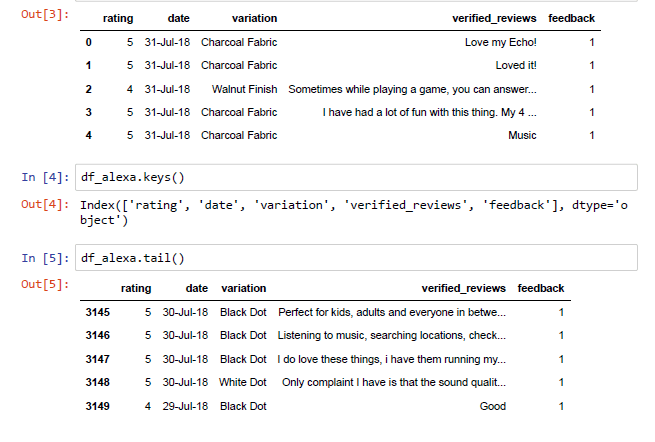 Out[3]:
rating date variation verified_reviews feedback
0 5 31-Jul-18 Charcoal Fabric Love my Echo! 1
1 5 31-Jul-18 Charcoal Fabric Loved it! 1
2 4 31-Jul-18 Walnut Finish Sometimes while playing a game, you can answer... 1
3 5 31-Jul-18 Charcoal Fabric I have had a lot of fun with this thing. My 4 ... 1
4 5 31-Jul-18 Charcoal Fabric Music 1
In [4]: df_alexa.keys()
Out[4]: Index(['rating', 'date', 'variation', 'verified_reviews', 'feedback'], dtype='o
bject')
In [5]: df_alexa.tail()
Out[5]:
rating date variation verified_reviews feedback
3145 5 30-Jul-18 Black Dot Perfect for kids, adults and everyone in betwe... 1
3146 5 30-Jul-18 Black Dot Listening to music, searching locations, check... 1
3147 5 30-Jul-18 Black Dot I do love these things, i have them running my... 1
3148 5 30-Jul-18 White Dot Only complaint I have is that the sound qualit... 1
3149 4 29-Jul-18 Black Dot Good 1